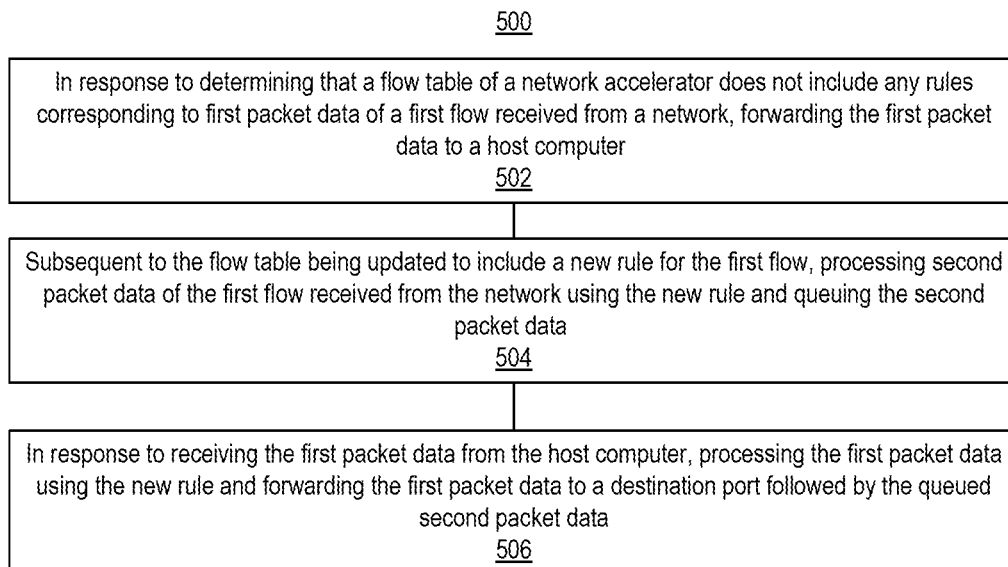 500
In response to determining that a flow table of a network accelerator does not include any rules
corresponding to first packet data of a first flow received from a network, forwarding the first packet
data to a host computer
502
Subsequent to the flow table being updated to include a new rule for the first flow, processing second
packet data of the first flow received from the network using the new rule and queuing the second
packet data
504
In response to receiving the first packet data from the host computer, processing the first packet data
using the new rule and forwarding the first packet data to a destination port followed by the queued
second packet data
506